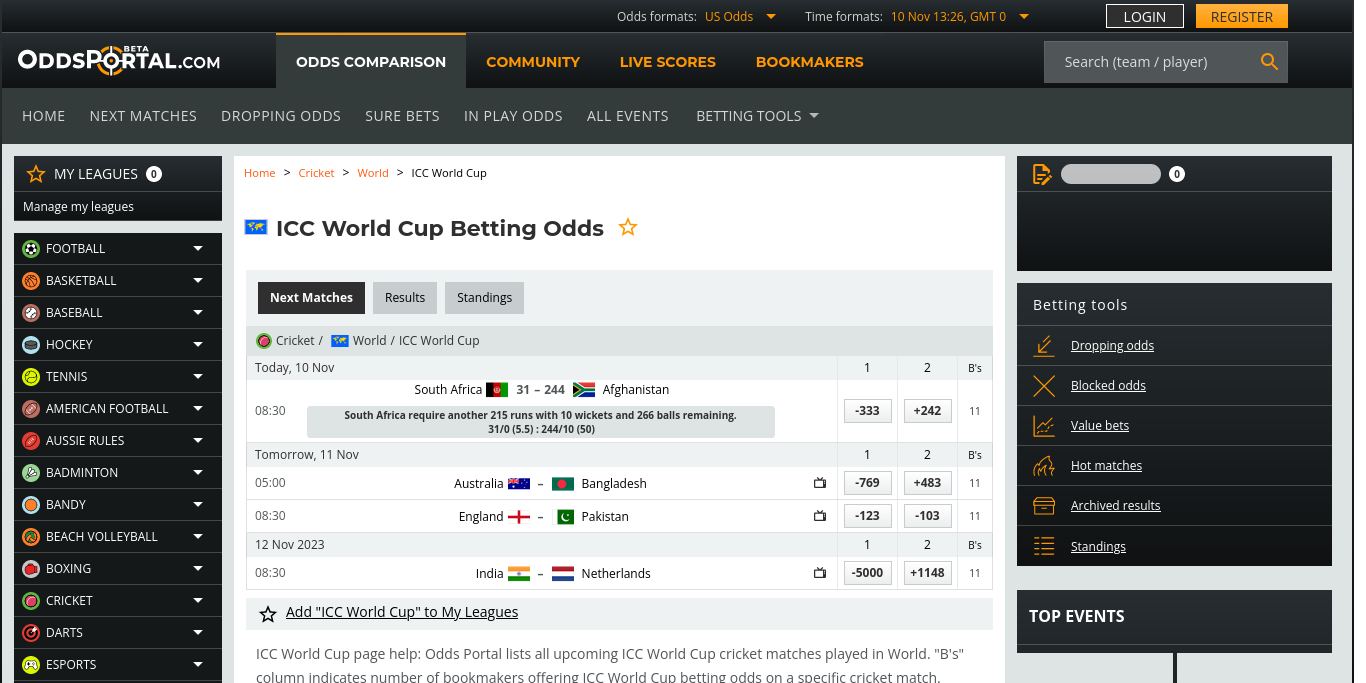 Odds formats: US Odds Time formats: 10 Nov 13:26, GMT 0 LOGIN REGISTER
ODDSPORTAL.COM BETA ODDS COMPARISON COMMUNITY LIVE SCORES BOOKMAKERS Search (team / player)
HOME NEXT MATCHES DROPPING ODDS SURE BETS IN PLAY ODDS ALL EVENTS BETTING TOOLS
MY LEAGUES 0
Manage my leagues
FOOTBALL
BASKETBALL
BASEBALL
HOCKEY
TENNIS
AMERICAN FOOTBALL
AUSSIE RULES
BADMINTON
BANDY
BEACH VOLLEYBALL
BOXING
CRICKET
DARTS
ESPORTS
Home > Cricket > World > ICC World Cup
ICC World Cup Betting Odds
Next Matches Results Standings
Cricket / World / ICC World Cup
Today, 10 Nov 1 2 B's
South Africa 31 – 244 Afghanistan
08:30 -333 +242 11
South Africa require another 215 runs with 10 wickets and 266 balls remaining.
31/0 (5.5) : 244/10 (50)
Tomorrow, 11 Nov 1 2 B's
05:00 Australia – Bangladesh -769 +483 11
08:30 England – Pakistan -123 -103 11
12 Nov 2023 1 2 B's
08:30 India – Netherlands -5000 +1148 11
Add "ICC World Cup" to My Leagues
ICC World Cup page help: Odds Portal lists all upcoming ICC World Cup cricket matches played in World. "B's"
column indicates number of bookmakers offering ICC World Cup betting odds on a specific cricket match.
0
Betting tools
Dropping odds
Blocked odds
Value bets
Hot matches
Archived results
Standings
TOP EVENTS